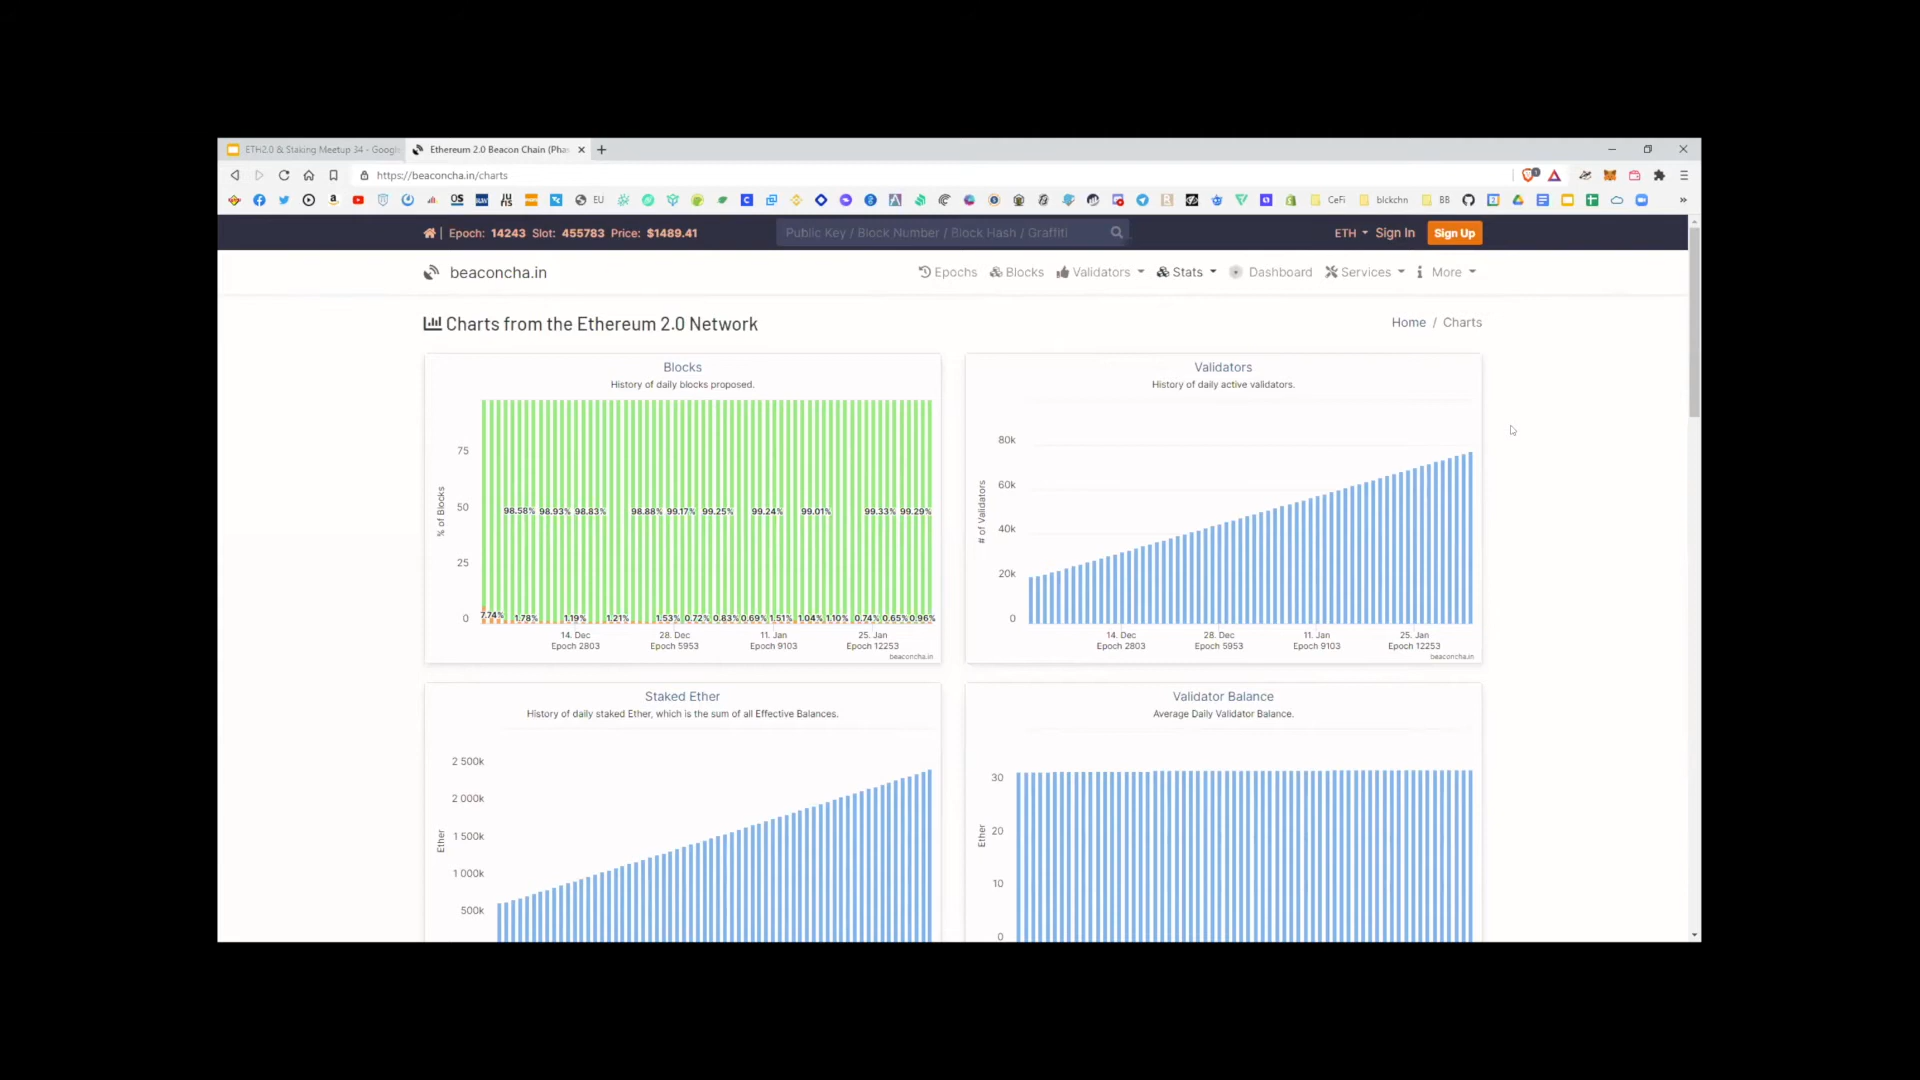 ETH2.0 & Staking Meetup 34 - Google
Ethereum 2.0 Beacon Chain (Phas
https://beaconcha.in/charts
EU
CeFi
blckchn
BB
Epoch: 14243 Slot: 455783 Price: $1489.41
Public Key / Block Number / Block Hash / Graffiti
ETH
Sign In
Sign Up
beaconcha.in
Epochs
Blocks
Validators
Stats
Dashboard
Services
More
Charts from the Ethereum 2.0 Network
Home / Charts
Blocks
History of daily blocks proposed.
% of Blocks
75
50
25
0
98.58% 98.93% 98.83% 98.88% 99.17% 99.25% 99.24% 99.01% 99.33% 99.29%
7.74% 1.78% 1.19% 1.21% 1.53% 0.72% 0.83% 0.69% 1.51% 1.04% 1.10% 0.74% 0.65% 0.96%
14. Dec 28. Dec 11. Jan 25. Jan
Epoch 2803 Epoch 5953 Epoch 9103 Epoch 12253
beaconcha.in
Validators
History of daily active validators.
# of Validators
80k
60k
40k
20k
0
14. Dec 28. Dec 11. Jan 25. Jan
Epoch 2803 Epoch 5953 Epoch 9103 Epoch 12253
beaconcha.in
Staked Ether
History of daily staked Ether, which is the sum of all Effective Balances.
Ether
2 500k
2 000k
1 500k
1 000k
500k
Validator Balance
Average Daily Validator Balance.
Ether
30
20
10
0